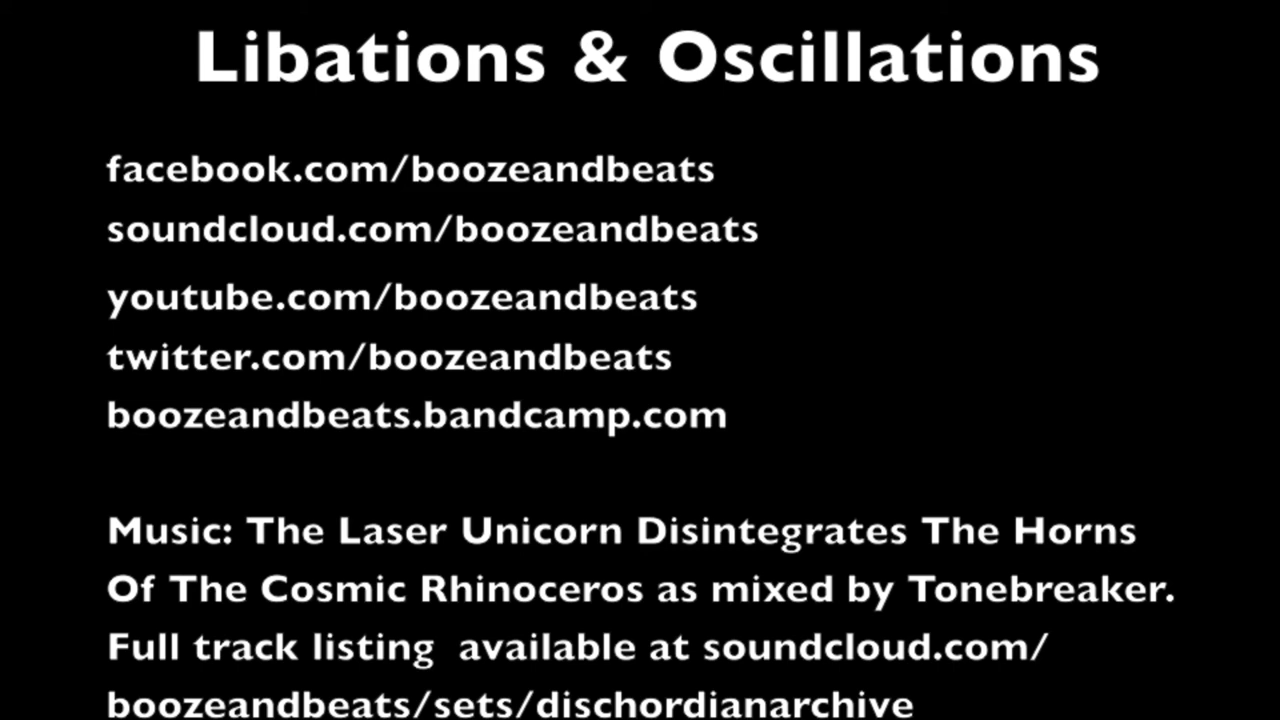 Libations & Oscillations
facebook.com/boozeandbeats
soundcloud.com/boozeandbeats
youtube.com/boozeandbeats
twitter.com/boozeandbeats
boozeandbeats.bandcamp.com
Music: The Laser Unicorn Disintegrates The Horns
Of The Cosmic Rhinoceros as mixed by Tonebreaker.
Full track listing  available at soundcloud.com/
boozeandbeats/sets/dischordianarchive